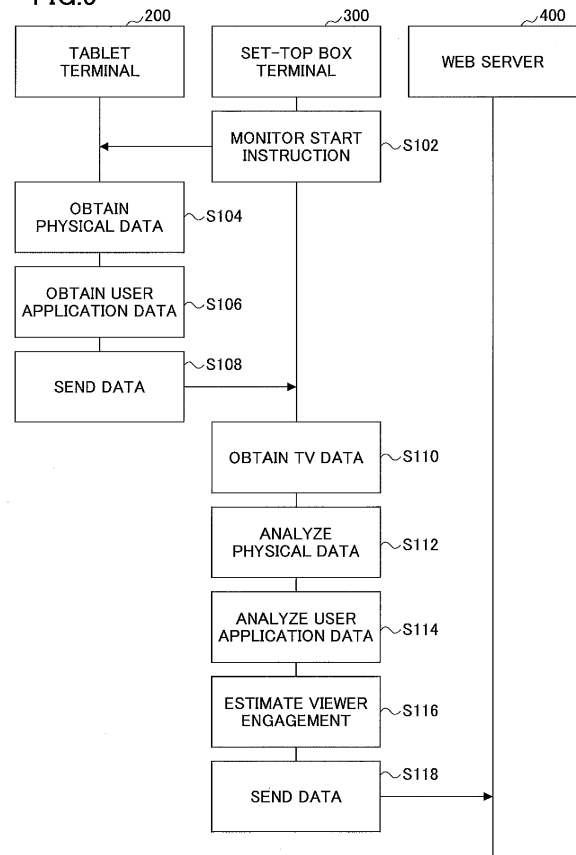 200
300
400
TABLET
TERMINAL
SET-TOP BOX
TERMINAL
WEB SERVER
MONITOR START
INSTRUCTION
S102
OBTAIN
PHYSICAL DATA
S104
OBTAIN USER
APPLICATION DATA
S106
SEND DATA
S108
OBTAIN TV DATA
S110
ANALYZE
PHYSICAL DATA
S112
ANALYZE USER
APPLICATION DATA
S114
ESTIMATE VIEWER
ENGAGEMENT
S116
SEND DATA
S118